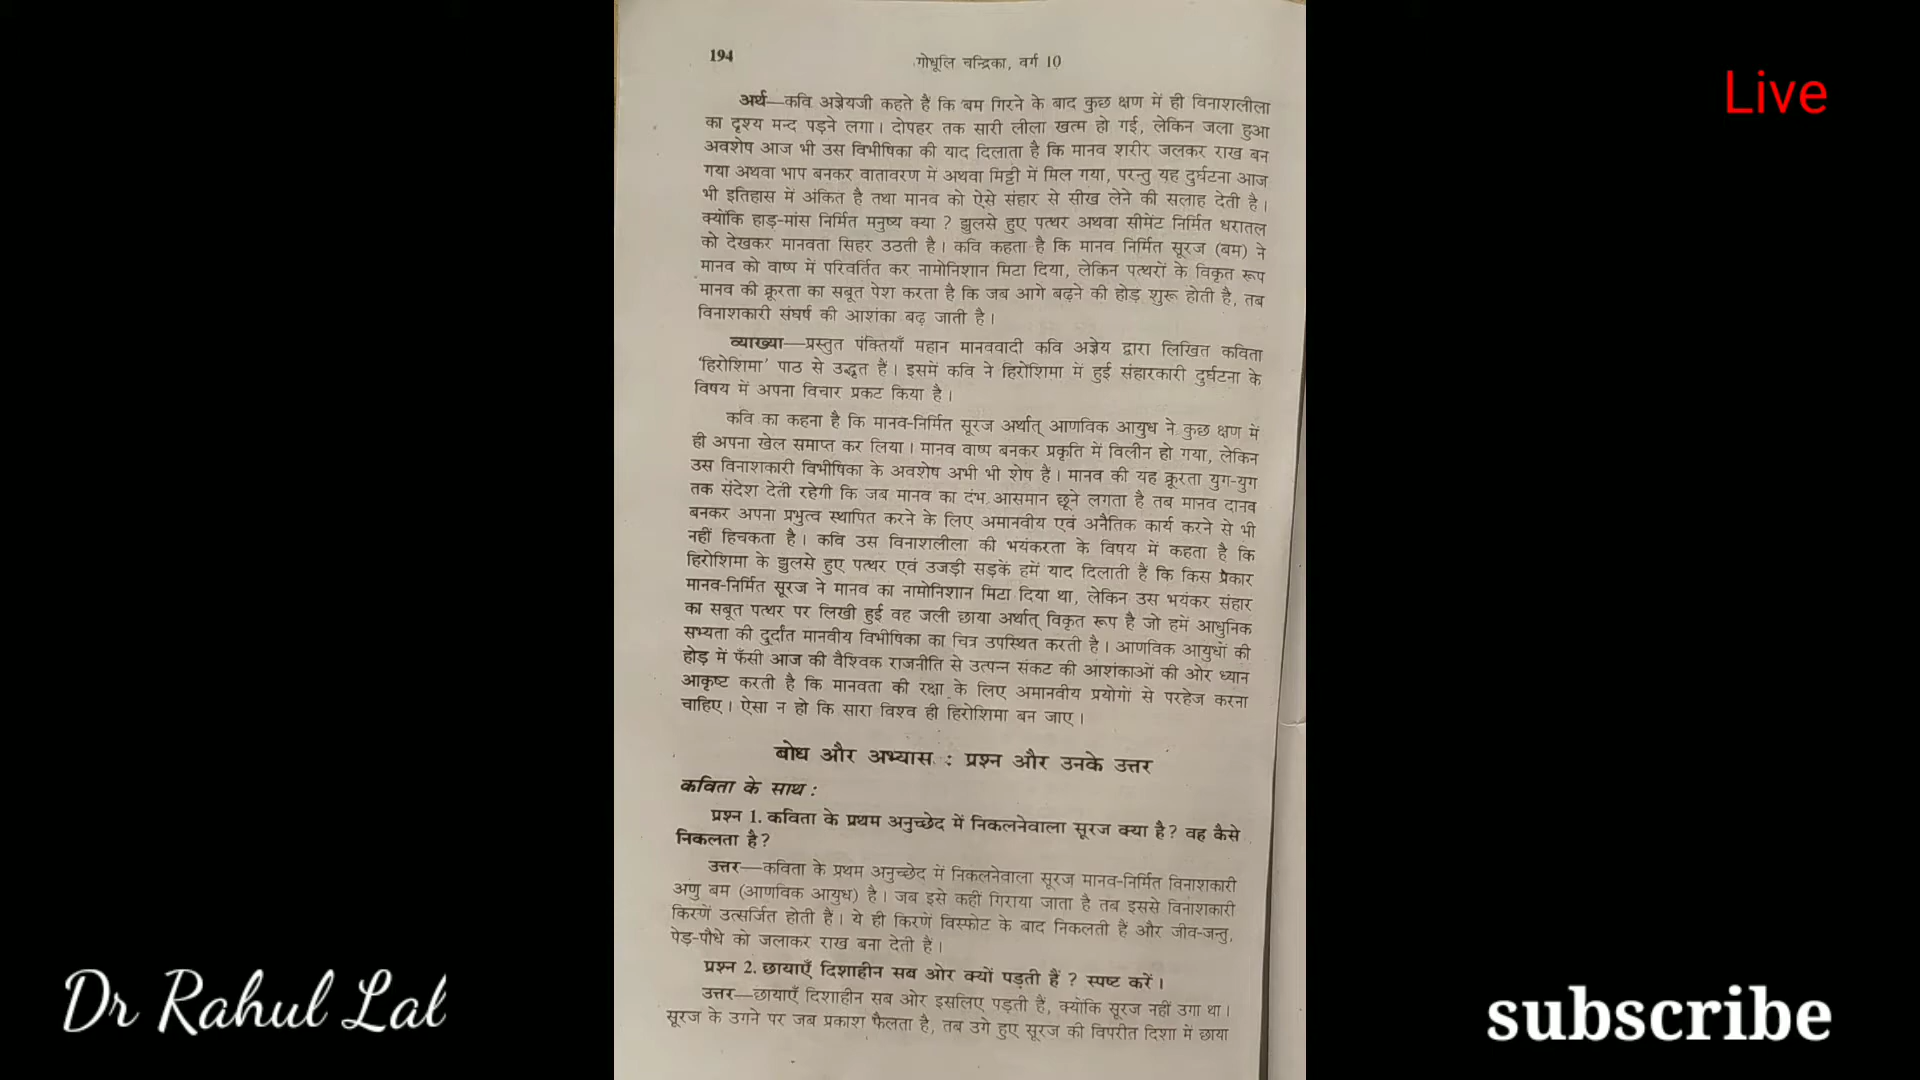 194
गोधूलि चन्द्रिका, वर्ग 10
Live
अर्थ—कवि अज्ञेयजी कहते हैं कि बम गिरने के बाद कुछ क्षण में ही विनाशलीला
का दृश्य मन्द पड़ने लगा। दोपहर तक सारी लीला खत्म हो गई, लेकिन जला हुआ
अवशेष आज भी उस विभीषिका की याद दिलाता है कि मानव शरीर जलकर राख बन
गया अथवा भाप बनकर वातावरण में अथवा मिट्टी में मिल गया, परन्तु यह दुर्घटना आज
भी इतिहास में अंकित है तथा मानव को ऐसे संहार से सीख लेने की सलाह देती है।
क्योंकि हाड़-मांस निर्मित मनुष्य क्या ? झुलसे हुए पत्थर अथवा सीमेंट निर्मित धरातल
को देखकर मानवता सिहर उठती है। कवि कहता है कि मानव निर्मित सूरज (बम) ने
मानव को वाष्प में परिवर्तित कर नामोनिशान मिटा दिया, लेकिन पत्थरों के विकृत रूप
मानव की क्रूरता का सबूत पेश करता है कि जब आगे बढ़ने की होड़ शुरू होती है, तब
विनाशकारी संघर्ष की आशंका बढ़ जाती है।
व्याख्या—प्रस्तुत पंक्तियाँ महान मानववादी कवि अज्ञेय द्वारा लिखित कविता
'हिरोशिमा' पाठ से उद्धृत हैं। इसमें कवि ने हिरोशिमा में हुई संहारकारी दुर्घटना के
विषय में अपना विचार प्रकट किया है।
कवि का कहना है कि मानव-निर्मित सूरज अर्थात् आणविक आयुध ने कुछ क्षण में
ही अपना खेल समाप्त कर लिया। मानव वाष्प बनकर प्रकृति में विलीन हो गया, लेकिन
उस विनाशकारी विभीषिका के अवशेष अभी भी शेष हैं। मानव की यह क्रूरता युग-युग
तक संदेश देती रहेगी कि जब मानव का दंभ आसमान छूने लगता है तब मानव दानव
बनकर अपना प्रभुत्व स्थापित करने के लिए अमानवीय एवं अनैतिक कार्य करने से भी
नहीं हिचकता है। कवि उस विनाशलीला की भयंकरता के विषय में कहता है कि
हिरोशिमा के झुलसे हुए पत्थर एवं उजड़ी सड़कें हमें याद दिलाती हैं कि किस प्रकार
मानव-निर्मित सूरज ने मानव का नामोनिशान मिटा दिया था, लेकिन उस भयंकर संहार
का सबूत पत्थर पर लिखी हुई वह जली छाया अर्थात् विकृत रूप है जो हमें आधुनिक
सभ्यता की दुर्दांत मानवीय विभीषिका का चित्र उपस्थित करती है। आणविक आयुधों की
होड़ में फँसी आज की वैश्विक राजनीति से उत्पन्न संकट की आशंकाओं की ओर ध्यान
आकृष्ट करती है कि मानवता की रक्षा के लिए अमानवीय प्रयोगों से परहेज करना
चाहिए। ऐसा न हो कि सारा विश्व ही हिरोशिमा बन जाए।
बोध और अभ्यास : प्रश्न और उनके उत्तर
कविता के साथ :
प्रश्न 1. कविता के प्रथम अनुच्छेद में निकलनेवाला सूरज क्या है? वह कैसे
निकलता है?
उत्तर—कविता के प्रथम अनुच्छेद में निकलनेवाला सूरज मानव-निर्मित विनाशकारी
अणु बम (आणविक आयुध) है। जब इसे कहीं गिराया जाता है तब इससे विनाशकारी
किरणें उत्सर्जित होती हैं। ये ही किरणें विस्फोट के बाद निकलती हैं और जीव-जन्तु,
पेड़-पौधे को जलाकर राख बना देती हैं।
प्रश्न 2. छायाएँ दिशाहीन सब ओर क्यों पड़ती हैं ? स्पष्ट करें।
उत्तर—छायाएँ दिशाहीन सब ओर इसलिए पड़ती हैं, क्योंकि सूरज नहीं उगा था।
सूरज के उगने पर जब प्रकाश फैलता है, तब उगे हुए सूरज की विपरीत दिशा में छाया
Dr Rahul Lal
subscribe